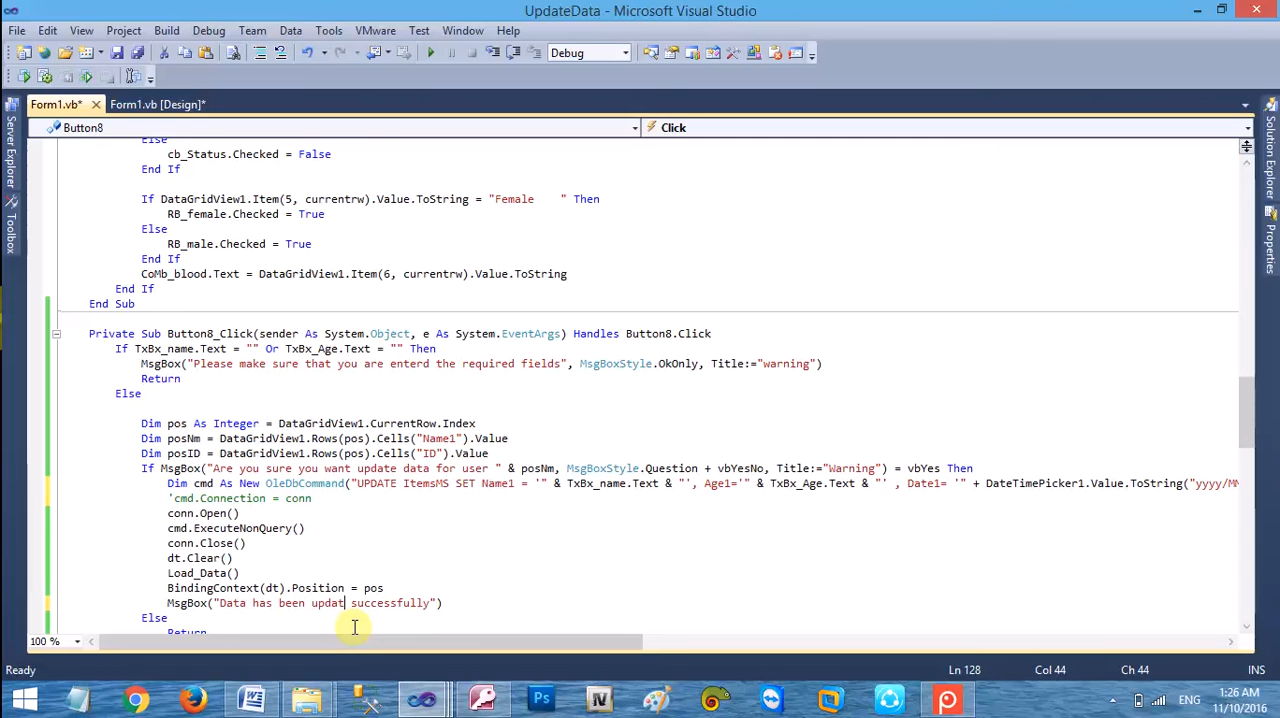 UpdateData - Microsoft Visual Studio
File Edit View Project Build Debug Team Data Tools VMware Test Window Help
Debug
Form1.vb* Form1.vb [Design]*
Button8 Click
Else
cb_Status.Checked = False
End If
If DataGridView1.Item(5, currentrw).Value.ToString = "Female    " Then
RB_female.Checked = True
Else
RB_male.Checked = True
End If
CoMb_blood.Text = DataGridView1.Item(6, currentrw).Value.ToString
End If
End Sub
Private Sub Button8_Click(sender As System.Object, e As System.EventArgs) Handles Button8.Click
If TxBx_name.Text = "" Or TxBx_Age.Text = "" Then
MsgBox("Please make sure that you are enterd the required fields", MsgBoxStyle.OkOnly, Title:="warning")
Return
Else
Dim pos As Integer = DataGridView1.CurrentRow.Index
Dim posNm = DataGridView1.Rows(pos).Cells("Name1").Value
Dim posID = DataGridView1.Rows(pos).Cells("ID").Value
If MsgBox("Are you sure you want update data for user " & posNm, MsgBoxStyle.Question + vbYesNo, Title:="Warning") = vbYes Then
Dim cmd As New OleDbCommand("UPDATE ItemsMS SET Name1 = '" & TxBx_name.Text & "', Age1='" & TxBx_Age.Text & "' , Date1= '" + DateTimePicker1.Value.ToString("yyyy/MM
'cmd.Connection = conn
conn.Open()
cmd.ExecuteNonQuery()
conn.Close()
dt.Clear()
Load_Data()
BindingContext(dt).Position = pos
MsgBox("Data has been updat successfully")
Else
Return
100 %
Ready Ln 128 Col 44 Ch 44 INS
Server Explorer
Toolbox
Solution Explorer
Properties
ENG
1:26 AM
11/10/2016